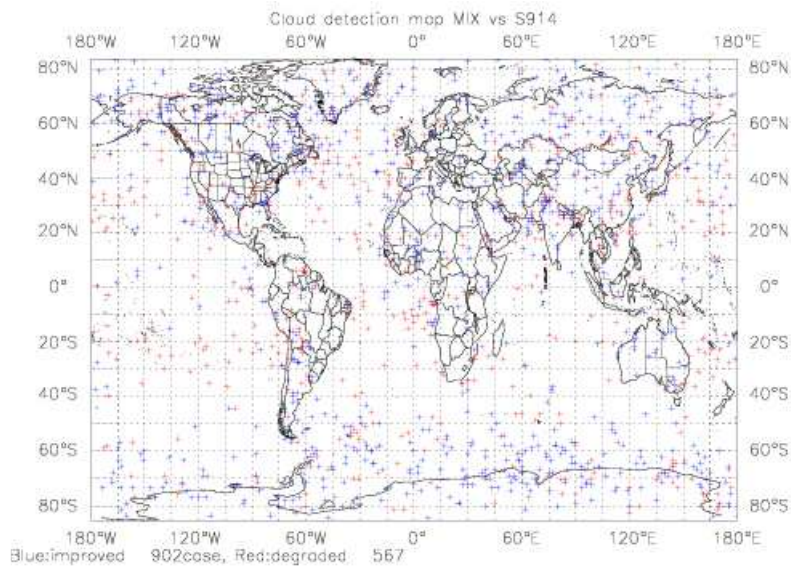 Cloud detection map MIX vs S914
180°W 120°W 60°W 0° 60°E 120°E 180°E
80°N 80°N
60°N 60°N
40°N 40°N
20°N 20°N
0° 0°
20°S 20°S
40°S 40°S
60°S 60°S
80°S 80°S
180°W 120°W 60°W 0° 60°E 120°E 180°E
Blue:improved 902case, Red:degraded 567